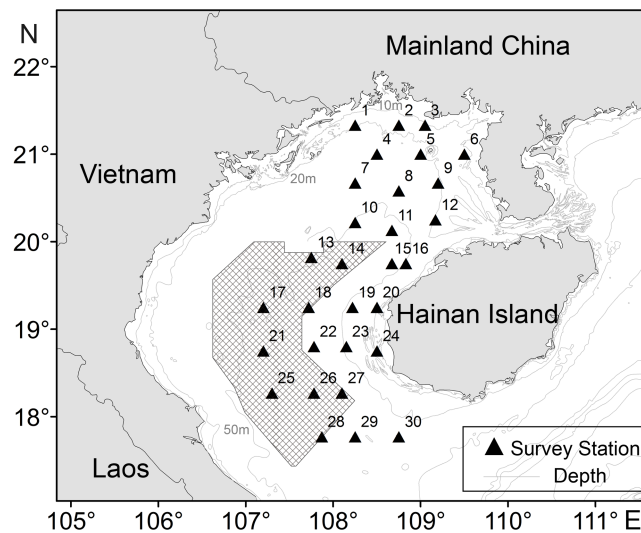 N
Mainland China
22°
10m
1 2 3
4 5 6
21°
Vietnam
20m
7 8 9
10 11 12
20°
13 14 15 16
17 18 19 20
Hainan Island
19°
21 22 23 24
25 26 27
18°
50m
28 29 30
Survey Station
Depth
Laos
105° 106° 107° 108° 109° 110° 111° E